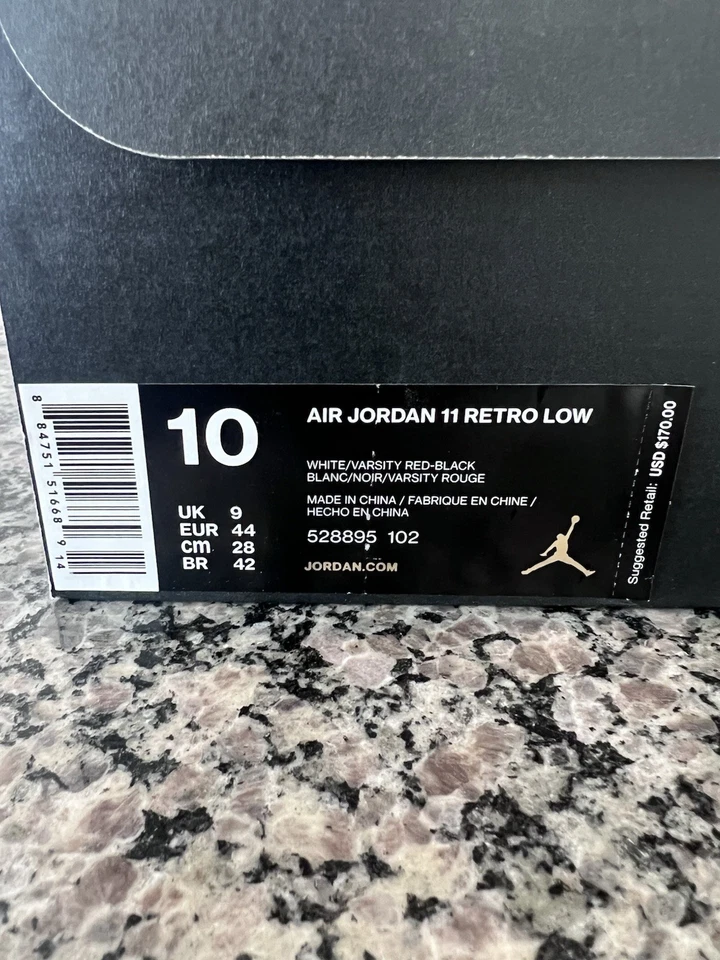 8 84751 51668 9 14
10
UK 9
EUR 44
cm 28
BR 42
AIR JORDAN 11 RETRO LOW
WHITE/VARSITY RED-BLACK
BLANC/NOIR/VARSITY ROUGE
MADE IN CHINA / FABRIQUE EN CHINE /
HECHO EN CHINA
528895 102
JORDAN.COM
Suggested Retail: USD $170.00